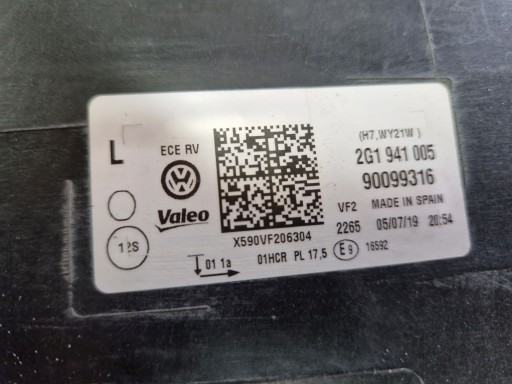 L
ECE RV
(H7,WY21W)
2G1 941 005
90099316
Valeo
VF2 MADE IN SPAIN
12S
X590VF206304
2265 05/07/19 20:54
01 1a
01HCR PL 17,5
E9 16592